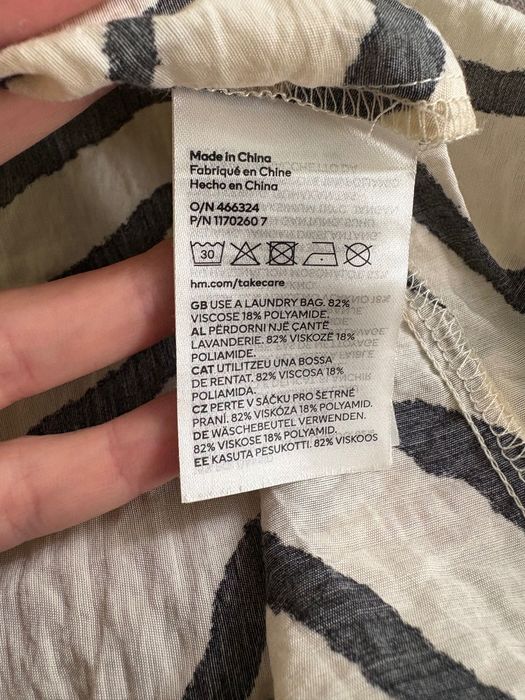 Made in China
Fabriqué en Chine
Hecho en China
O/N 466324
P/N 1170260 7
30
hm.com/takecare
GB USE A LAUNDRY BAG. 82%
VISCOSE 18% POLYAMIDE.
AL PËRDORNI NJË ÇANTË
LAVANDERIE. 82% VISKOZË 18%
POLIAMIDE.
CAT UTILITZEU UNA BOSSA
DE RENTAT. 82% VISCOSA 18%
POLIAMIDA.
CZ PERTE V SÁČKU PRO ŠETRNÉ
PRANÍ. 82% VISKÓZA 18% POLYAMID.
DE WÄSCHEBEUTEL VERWENDEN.
82% VISKOSE 18% POLYAMID.
EE KASUTA PESUKOTTI. 82% VISKOOS